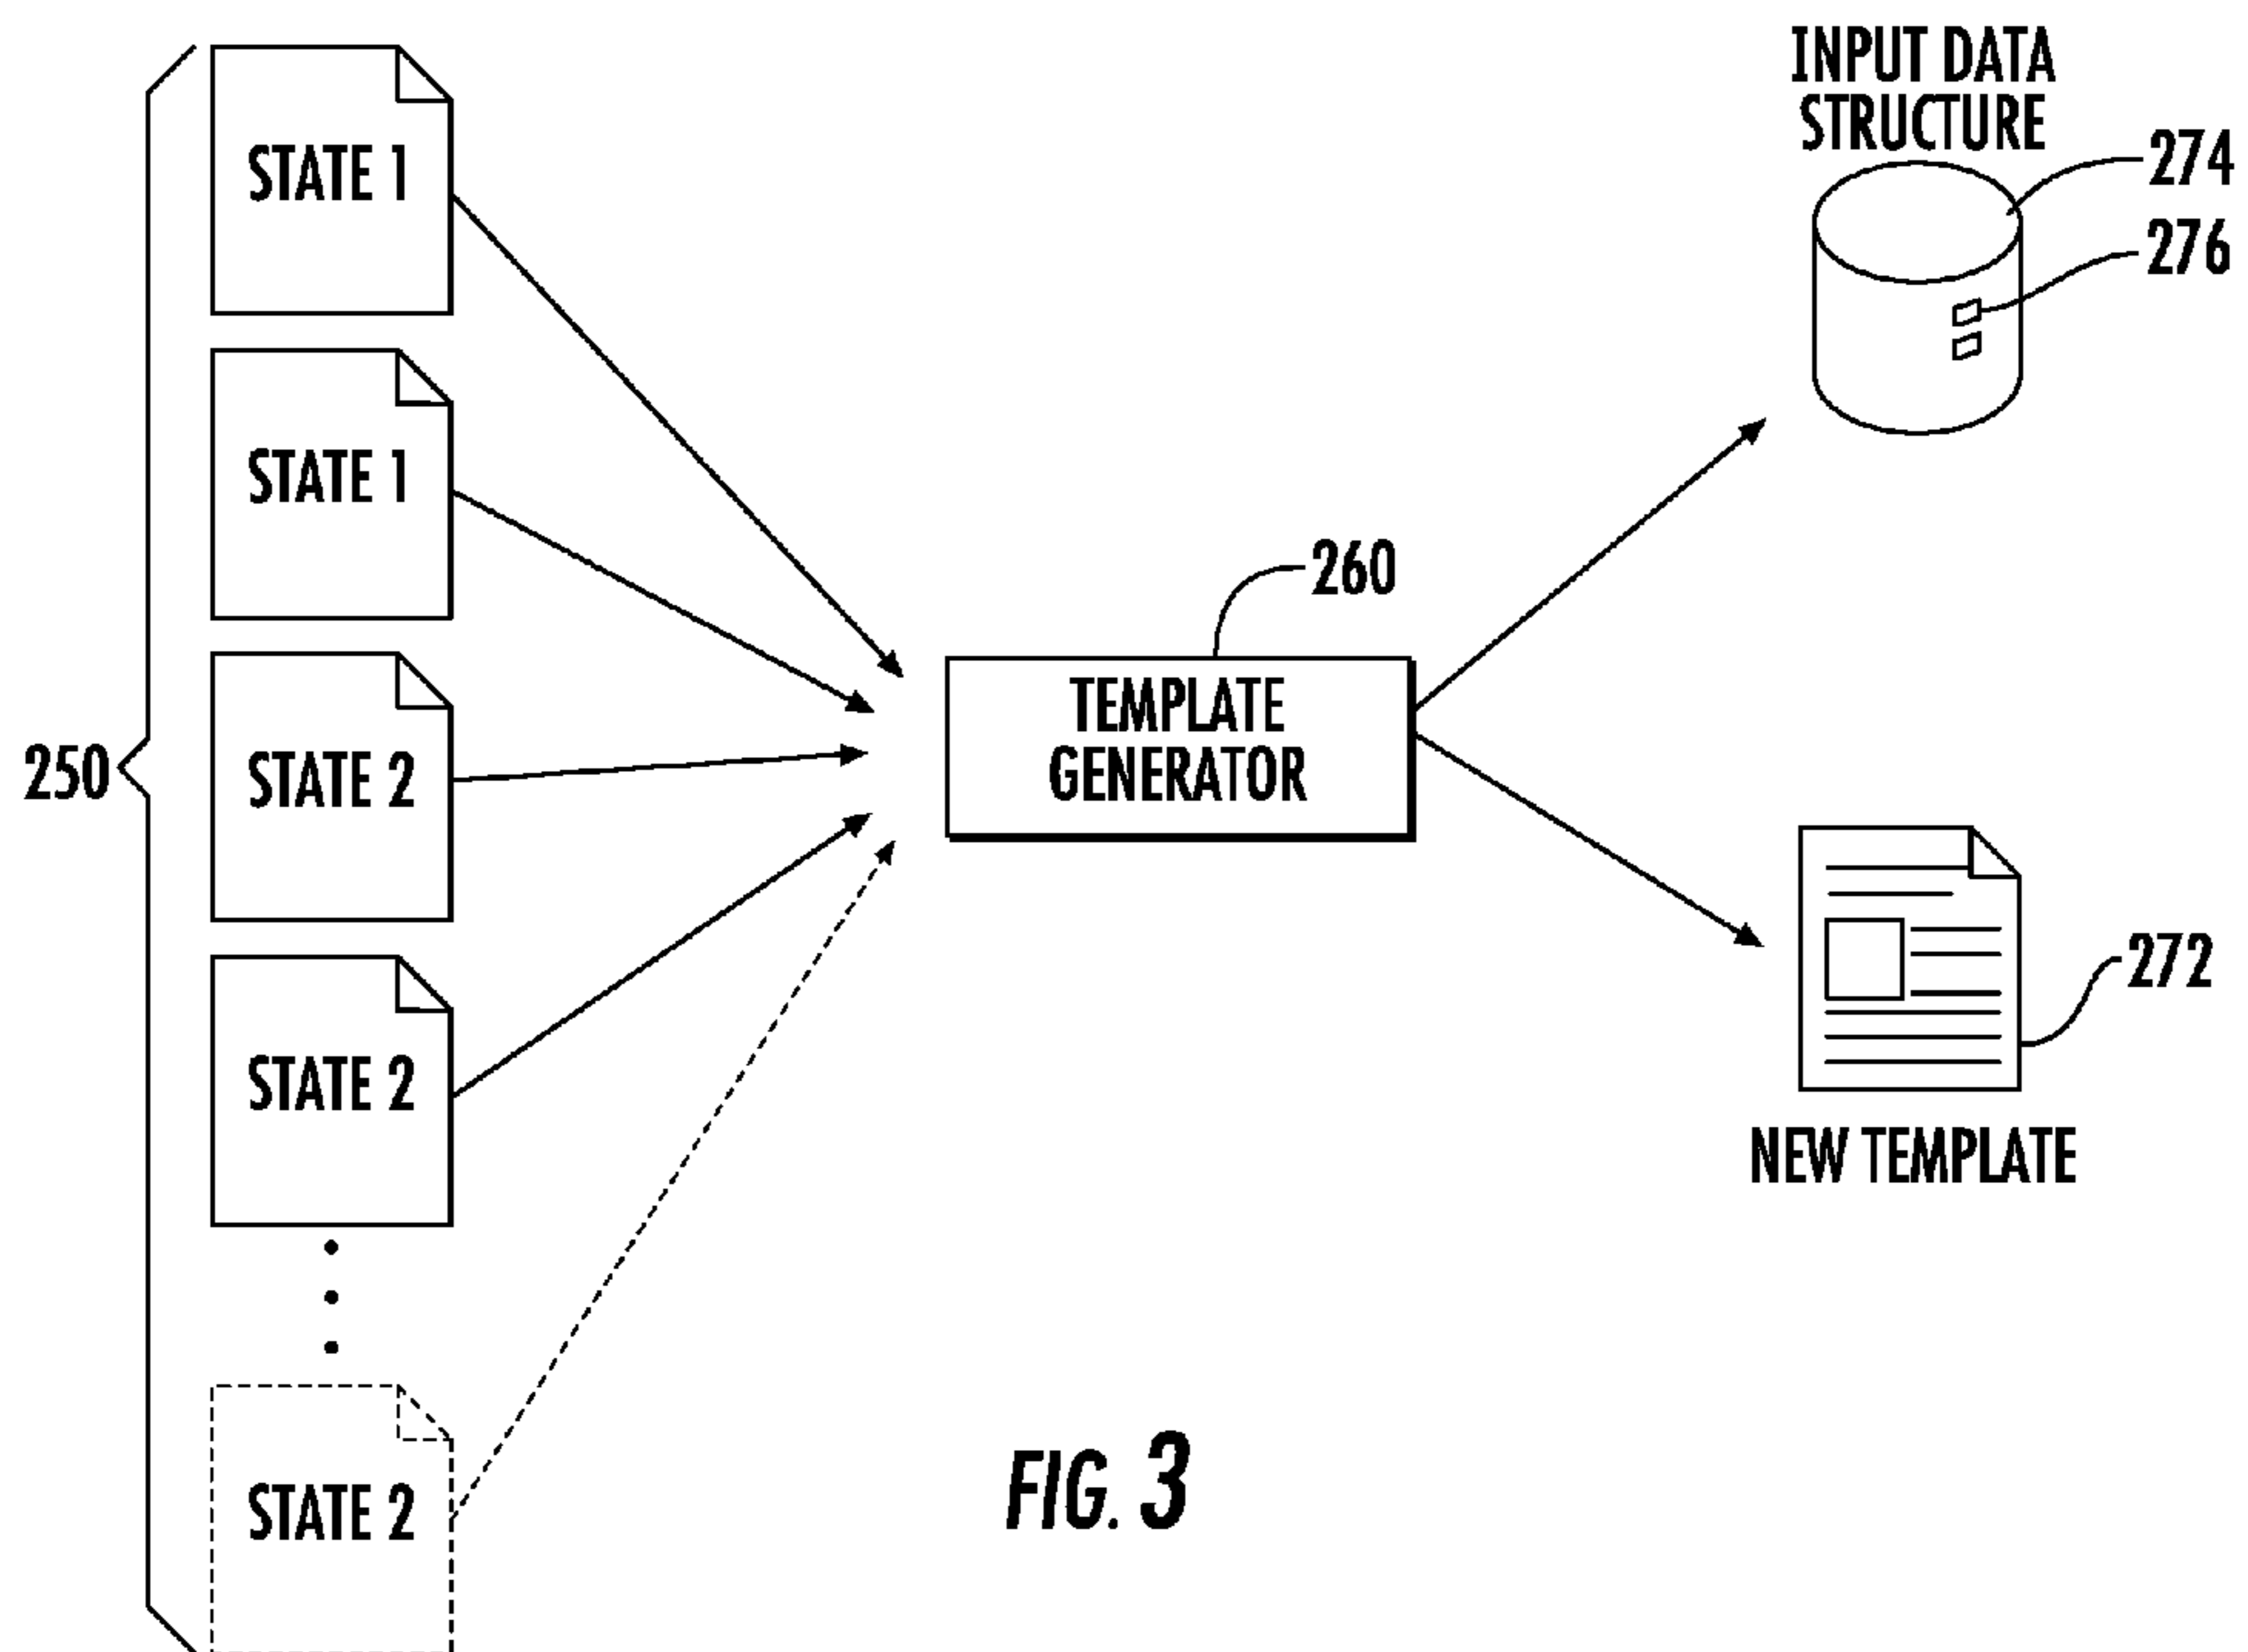 INPUT DATA
STRUCTURE
274
276
STATE 1
STATE 1
STATE 2
STATE 2
STATE 2
250
260
TEMPLATE
GENERATOR
272
NEW TEMPLATE
FIG. 3